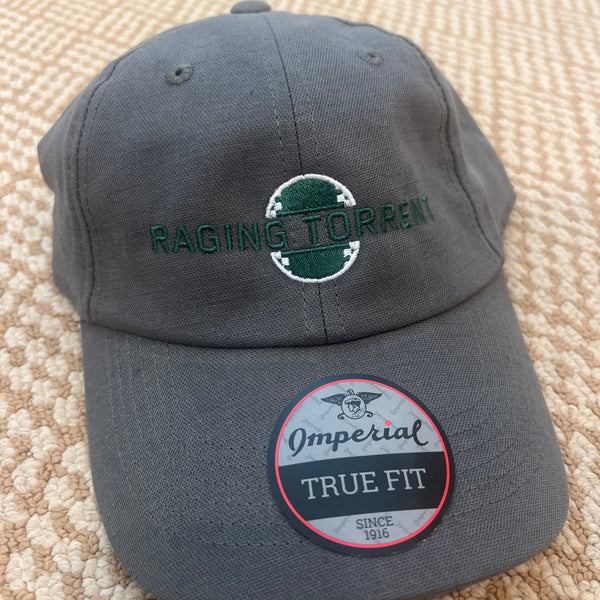 RAGING TORRENT
Imperial
TRUE FIT
SINCE
1916